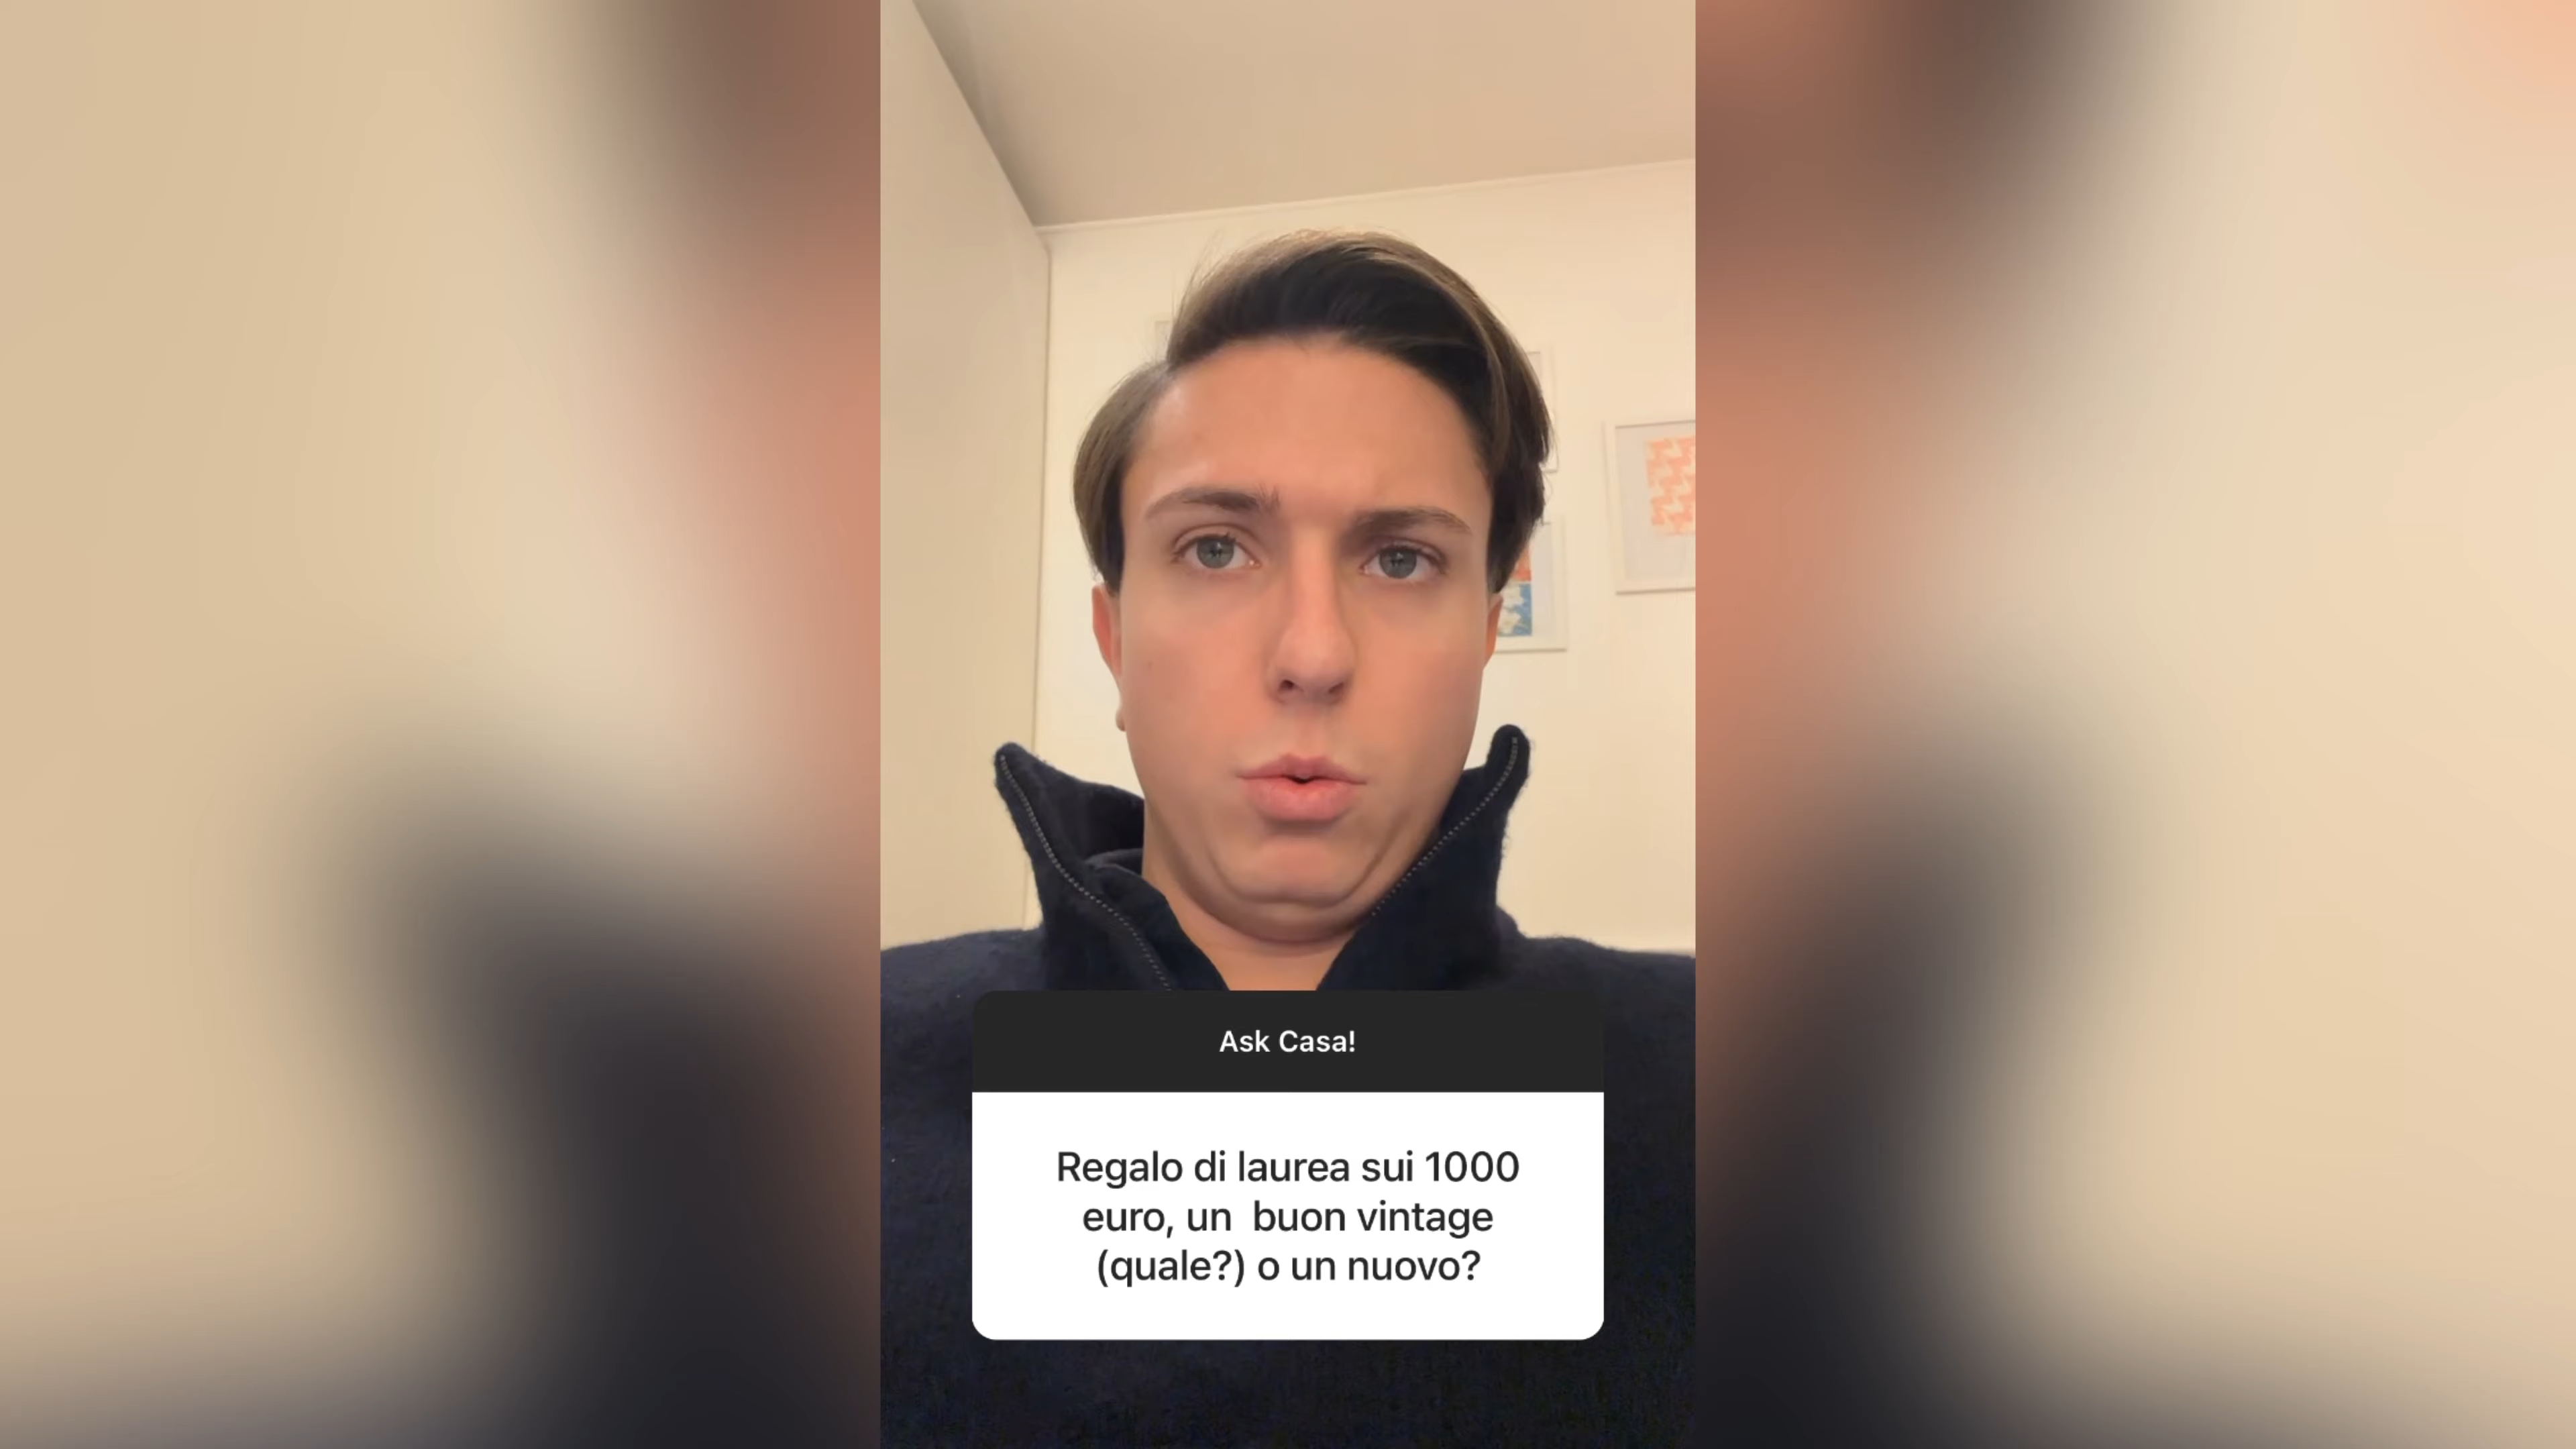 Ask Casa!
Regalo di laurea sui 1000
euro, un  buon vintage
(quale?) o un nuovo?